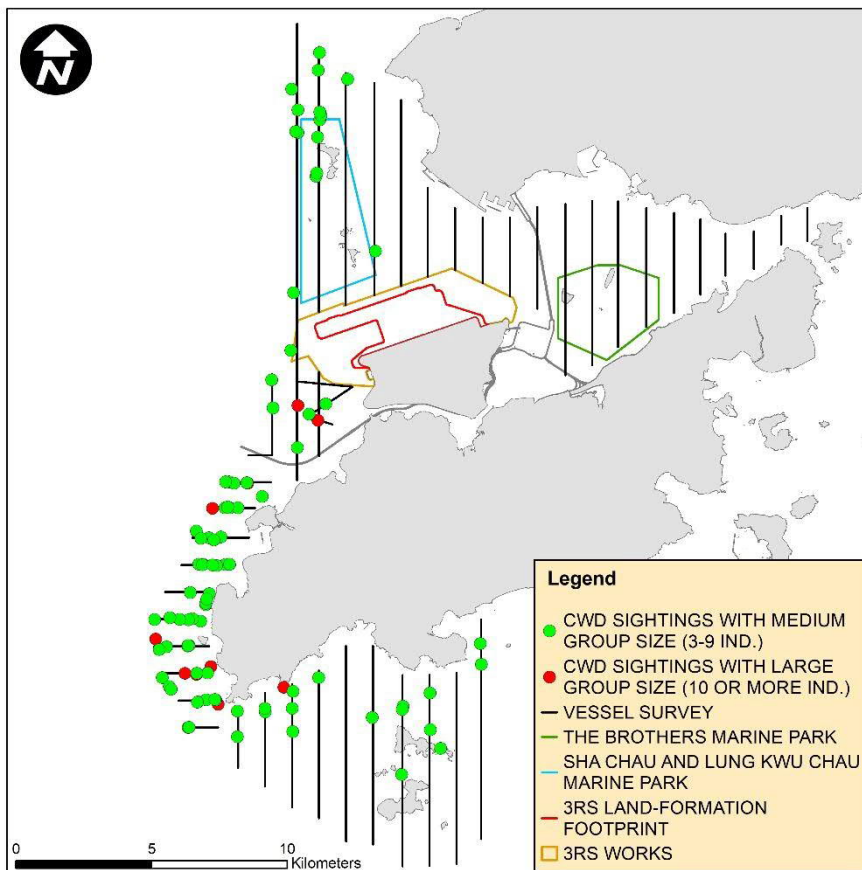 N
Legend
CWD SIGHTINGS WITH MEDIUM
GROUP SIZE (3-9 IND.)
CWD SIGHTINGS WITH LARGE
GROUP SIZE (10 OR MORE IND.)
VESSEL SURVEY
THE BROTHERS MARINE PARK
SHA CHAU AND LUNG KWU CHAU
MARINE PARK
3RS LAND-FORMATION
FOOTPRINT
3RS WORKS
0 5 10
Kilometers